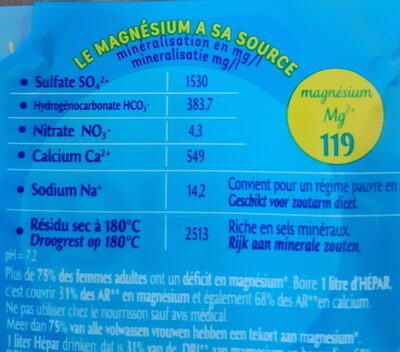 LE MAGNÉSIUM A SA SOURCE
minéralisation en mg/l
mineralisatie mg/l
• Sulfate SO₄²⁻ 1530
• Hydrogénocarbonate HCO₃⁻ 383,7
• Nitrate NO₃⁻ 4,3
• Calcium Ca²⁺ 549
magnésium
Mg²⁺
119
• Sodium Na⁺ 14,2 Convient pour un régime pauvre en
Geschikt voor zoutarm dieet.
• Résidu sec à 180°C 2513 Riche en sels minéraux.
Droogrest op 180°C Rijk aan minerale zouten.
pH = 7,2
Plus de 75% des femmes adultes ont un déficit en magnésium*. Boire 1 litre d'HÉPAR,
c'est couvrir 31% des AR** en magnésium et également 68% des AR** en calcium.
Ne pas utiliser chez le nourrisson sauf avis médical.
Meer dan 75% van alle volwassen vrouwen hebben een tekort aan magnesium*.
1 liter Hépar drinken, dat is 31% van de